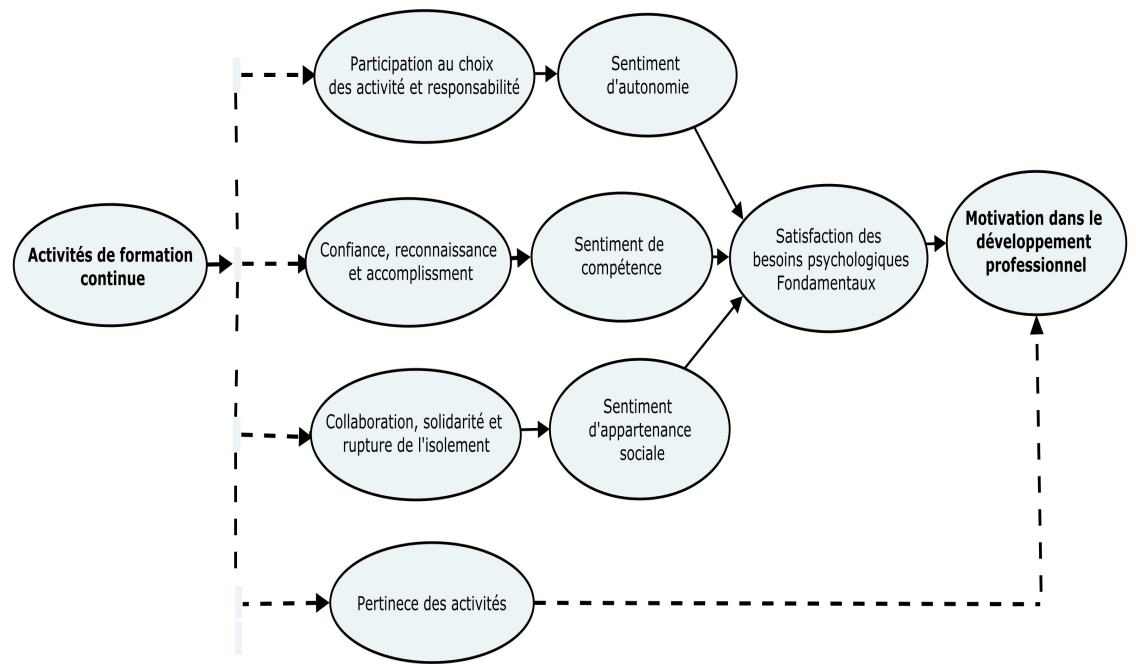 Participation au choix
des activité et responsabilité
Sentiment
d'autonomie
Activités de formation
continue
Confiance, reconnaissance
et accomplissment
Sentiment de
compétence
Satisfaction des
besoins psychologiques
Fondamentaux
Motivation dans le
développement
professionnel
Collaboration, solidarité et
rupture de l'isolement
Sentiment
d'appartenance
sociale
Pertinece des activités